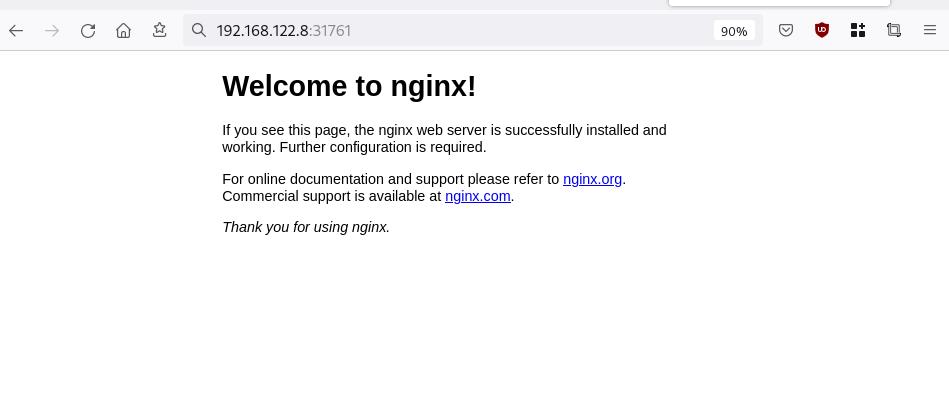 192.168.122.8:31761
90%
Welcome to nginx!
If you see this page, the nginx web server is successfully installed and
working. Further configuration is required.
For online documentation and support please refer to nginx.org.
Commercial support is available at nginx.com.
Thank you for using nginx.